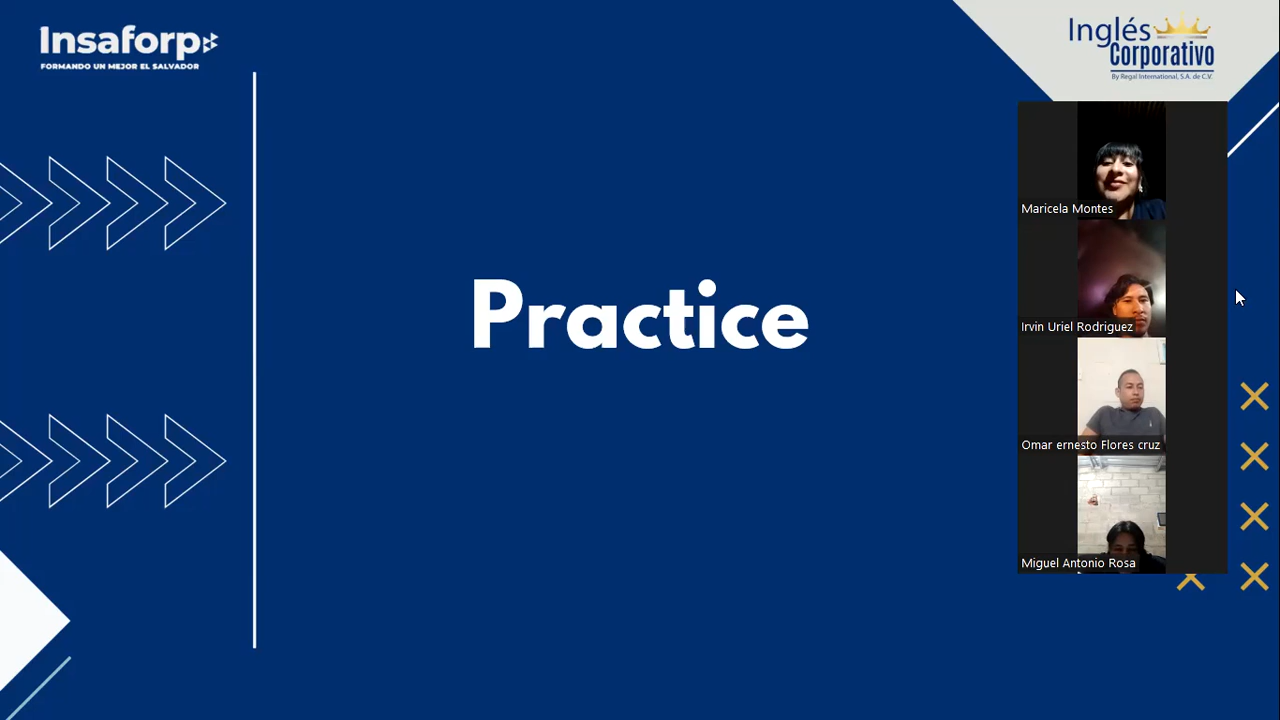 Insaforp
FORMANDO UN MEJOR EL SALVADOR
Inglés
Corporativo
By Regal International, S.A. de C.V.
Practice
Maricela Montes
Irvin Uriel Rodriguez
Omar ernesto Flores cruz
Miguel Antonio Rosa